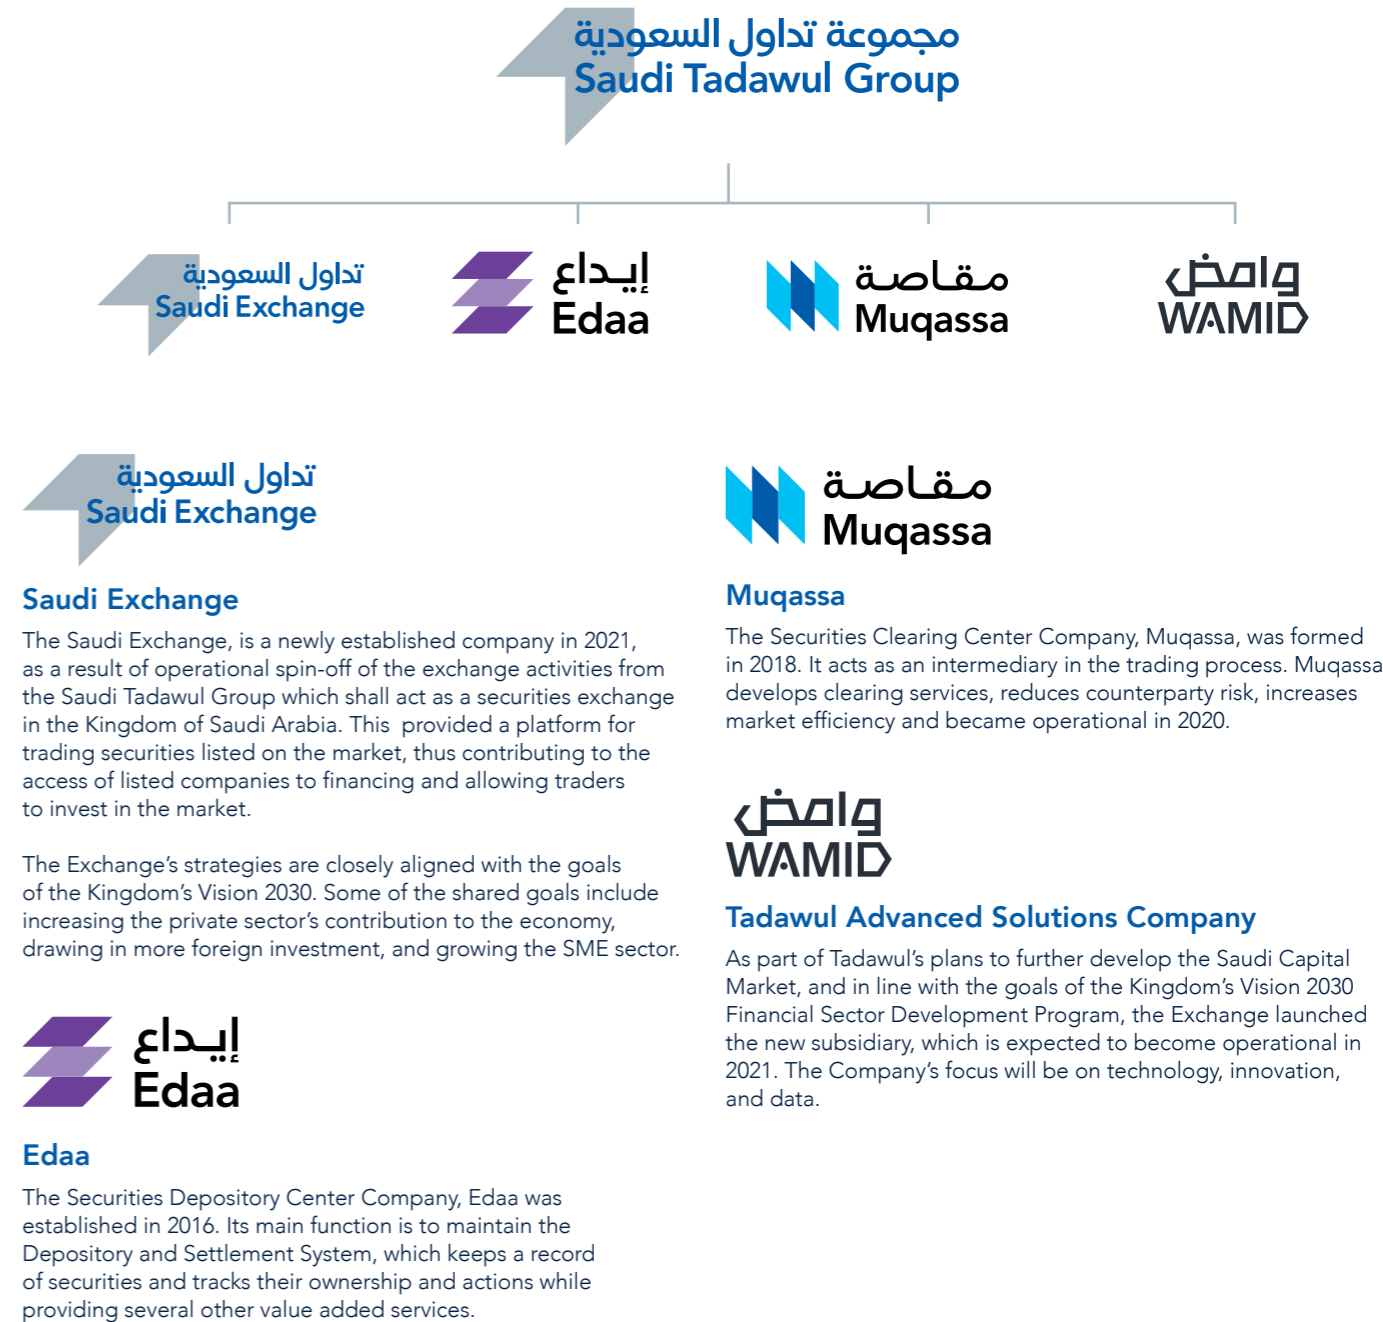 مجموعة تداول السعودية
Saudi Tadawul Group
تداول السعودية
Saudi Exchange
إيداع
Edaa
مقاصة
Muqassa
وامض
WAMID
تداول السعودية
Saudi Exchange
Saudi Exchange
The Saudi Exchange, is a newly established company in 2021,
as a result of operational spin-off of the exchange activities from
the Saudi Tadawul Group which shall act as a securities exchange
in the Kingdom of Saudi Arabia. This  provided a platform for
trading securities listed on the market, thus contributing to the
access of listed companies to financing and allowing traders
to invest in the market.
The Exchange’s strategies are closely aligned with the goals
of the Kingdom’s Vision 2030. Some of the shared goals include
increasing the private sector’s contribution to the economy,
drawing in more foreign investment, and growing the SME sector.
إيداع
Edaa
Edaa
The Securities Depository Center Company, Edaa was
established in 2016. Its main function is to maintain the
Depository and Settlement System, which keeps a record
of securities and tracks their ownership and actions while
providing several other value added services.
مقاصة
Muqassa
Muqassa
The Securities Clearing Center Company, Muqassa, was formed
in 2018. It acts as an intermediary in the trading process. Muqassa
develops clearing services, reduces counterparty risk, increases
market efficiency and became operational in 2020.
وامض
WAMID
Tadawul Advanced Solutions Company
As part of Tadawul’s plans to further develop the Saudi Capital
Market, and in line with the goals of the Kingdom’s Vision 2030
Financial Sector Development Program, the Exchange launched
the new subsidiary, which is expected to become operational in
2021. The Company’s focus will be on technology, innovation,
and data.